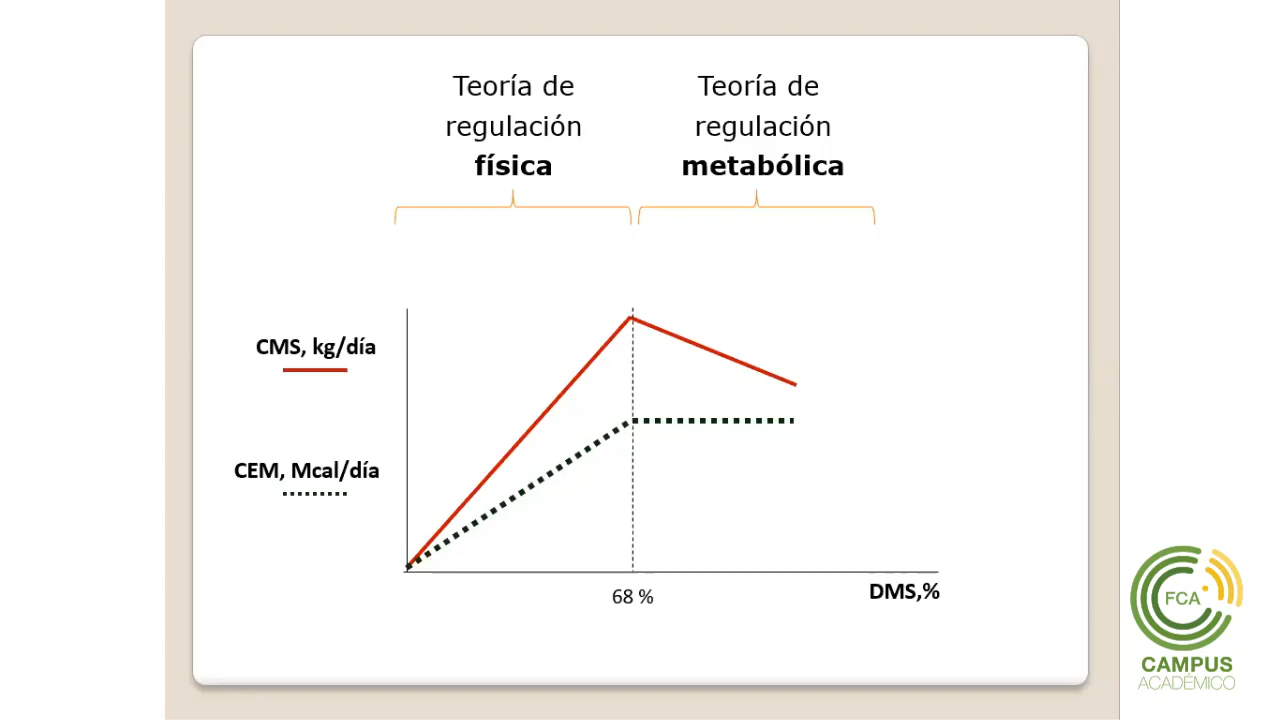 Teoría de
regulación
física
Teoría de
regulación
metabólica
CMS, kg/día
CEM, Mcal/día
68 %
DMS,%
FCA
CAMPUS
ACADÉMICO